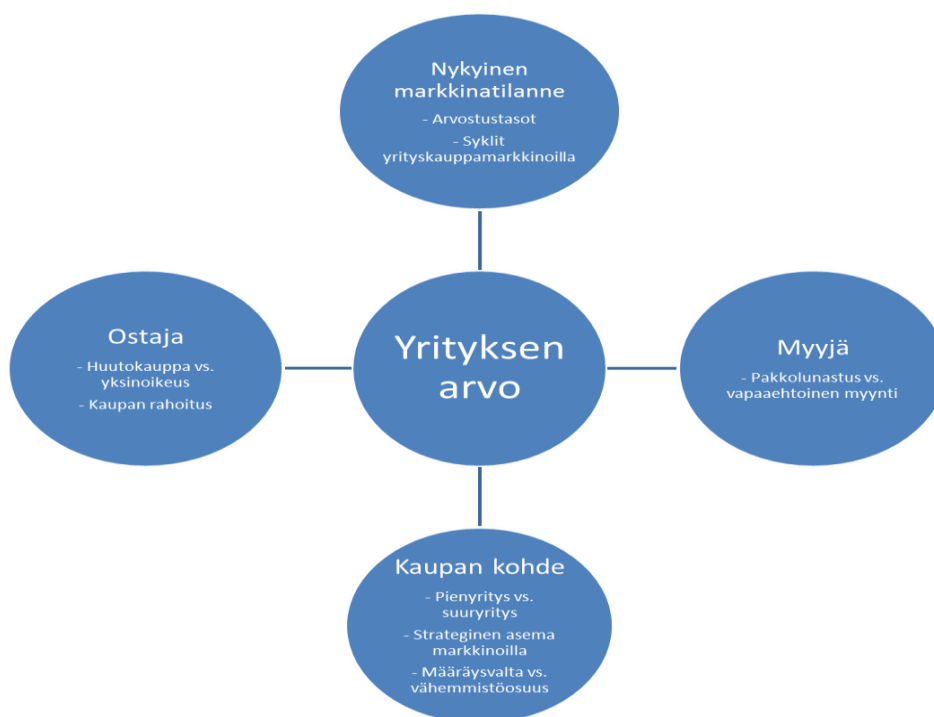 Nykyinen
markkinatilanne
- Arvostustasot
- Syklit
yrityskauppamarkkinoilla
Ostaja
- Huutokauppa vs.
yksinoikeus
- Kaupan rahoitus
Yrityksen
arvo
Myyjä
- Pakkolunastus vs.
vapaaehtoinen myynti
Kaupan kohde
- Pienyritys vs.
suuryritys
- Strateginen asema
markkinoilla
- Määräysvalta vs.
vähemmistöosuus